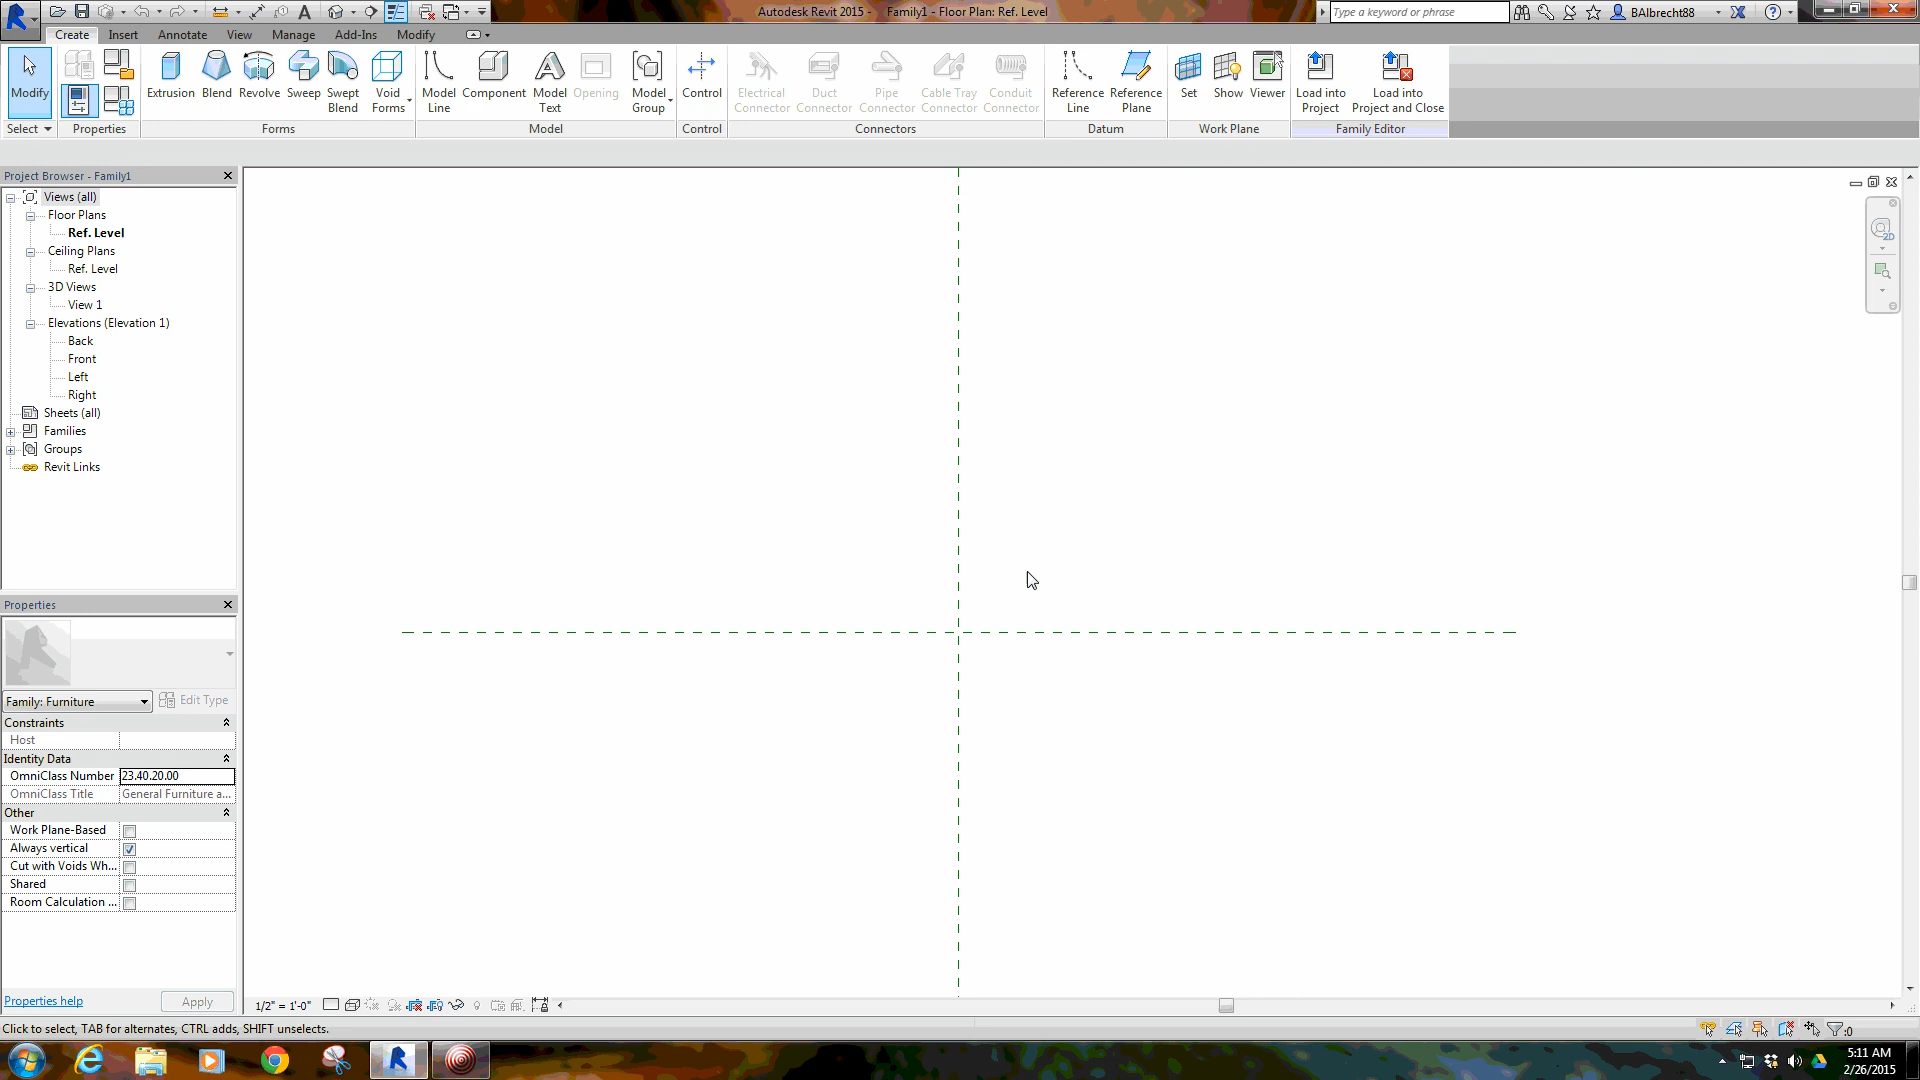 Autodesk Revit 2015 - Family1 - Floor Plan: Ref. Level
Type a keyword or phrase
BAlbrecht88
Create Insert Annotate View Manage Add-Ins Modify
Modify
Extrusion Blend Revolve Sweep Swept Blend Void Forms
Model Line Component Model Text Opening Model Group
Control
Electrical Connector Duct Connector Pipe Connector Cable Tray Connector Conduit Connector
Reference Line Reference Plane
Set Show Viewer
Load into Project Load into Project and Close
Select Properties Forms Model Control Connectors Datum Work Plane Family Editor
Project Browser - Family1
Views (all)
Floor Plans
Ref. Level
Ceiling Plans
Ref. Level
3D Views
View 1
Elevations (Elevation 1)
Back
Front
Left
Right
Sheets (all)
Families
Groups
Revit Links
2D
Properties
Family: Furniture Edit Type
Constraints
Host
Identity Data
OmniClass Number 23.40.20.00
OmniClass Title General Furniture a...
Other
Work Plane-Based
Always vertical
Cut with Voids Wh...
Shared
Room Calculation ...
Properties help Apply
1/2" = 1'-0"
Click to select, TAB for alternates, CTRL adds, SHIFT unselects.
:0
5:11 AM
2/26/2015